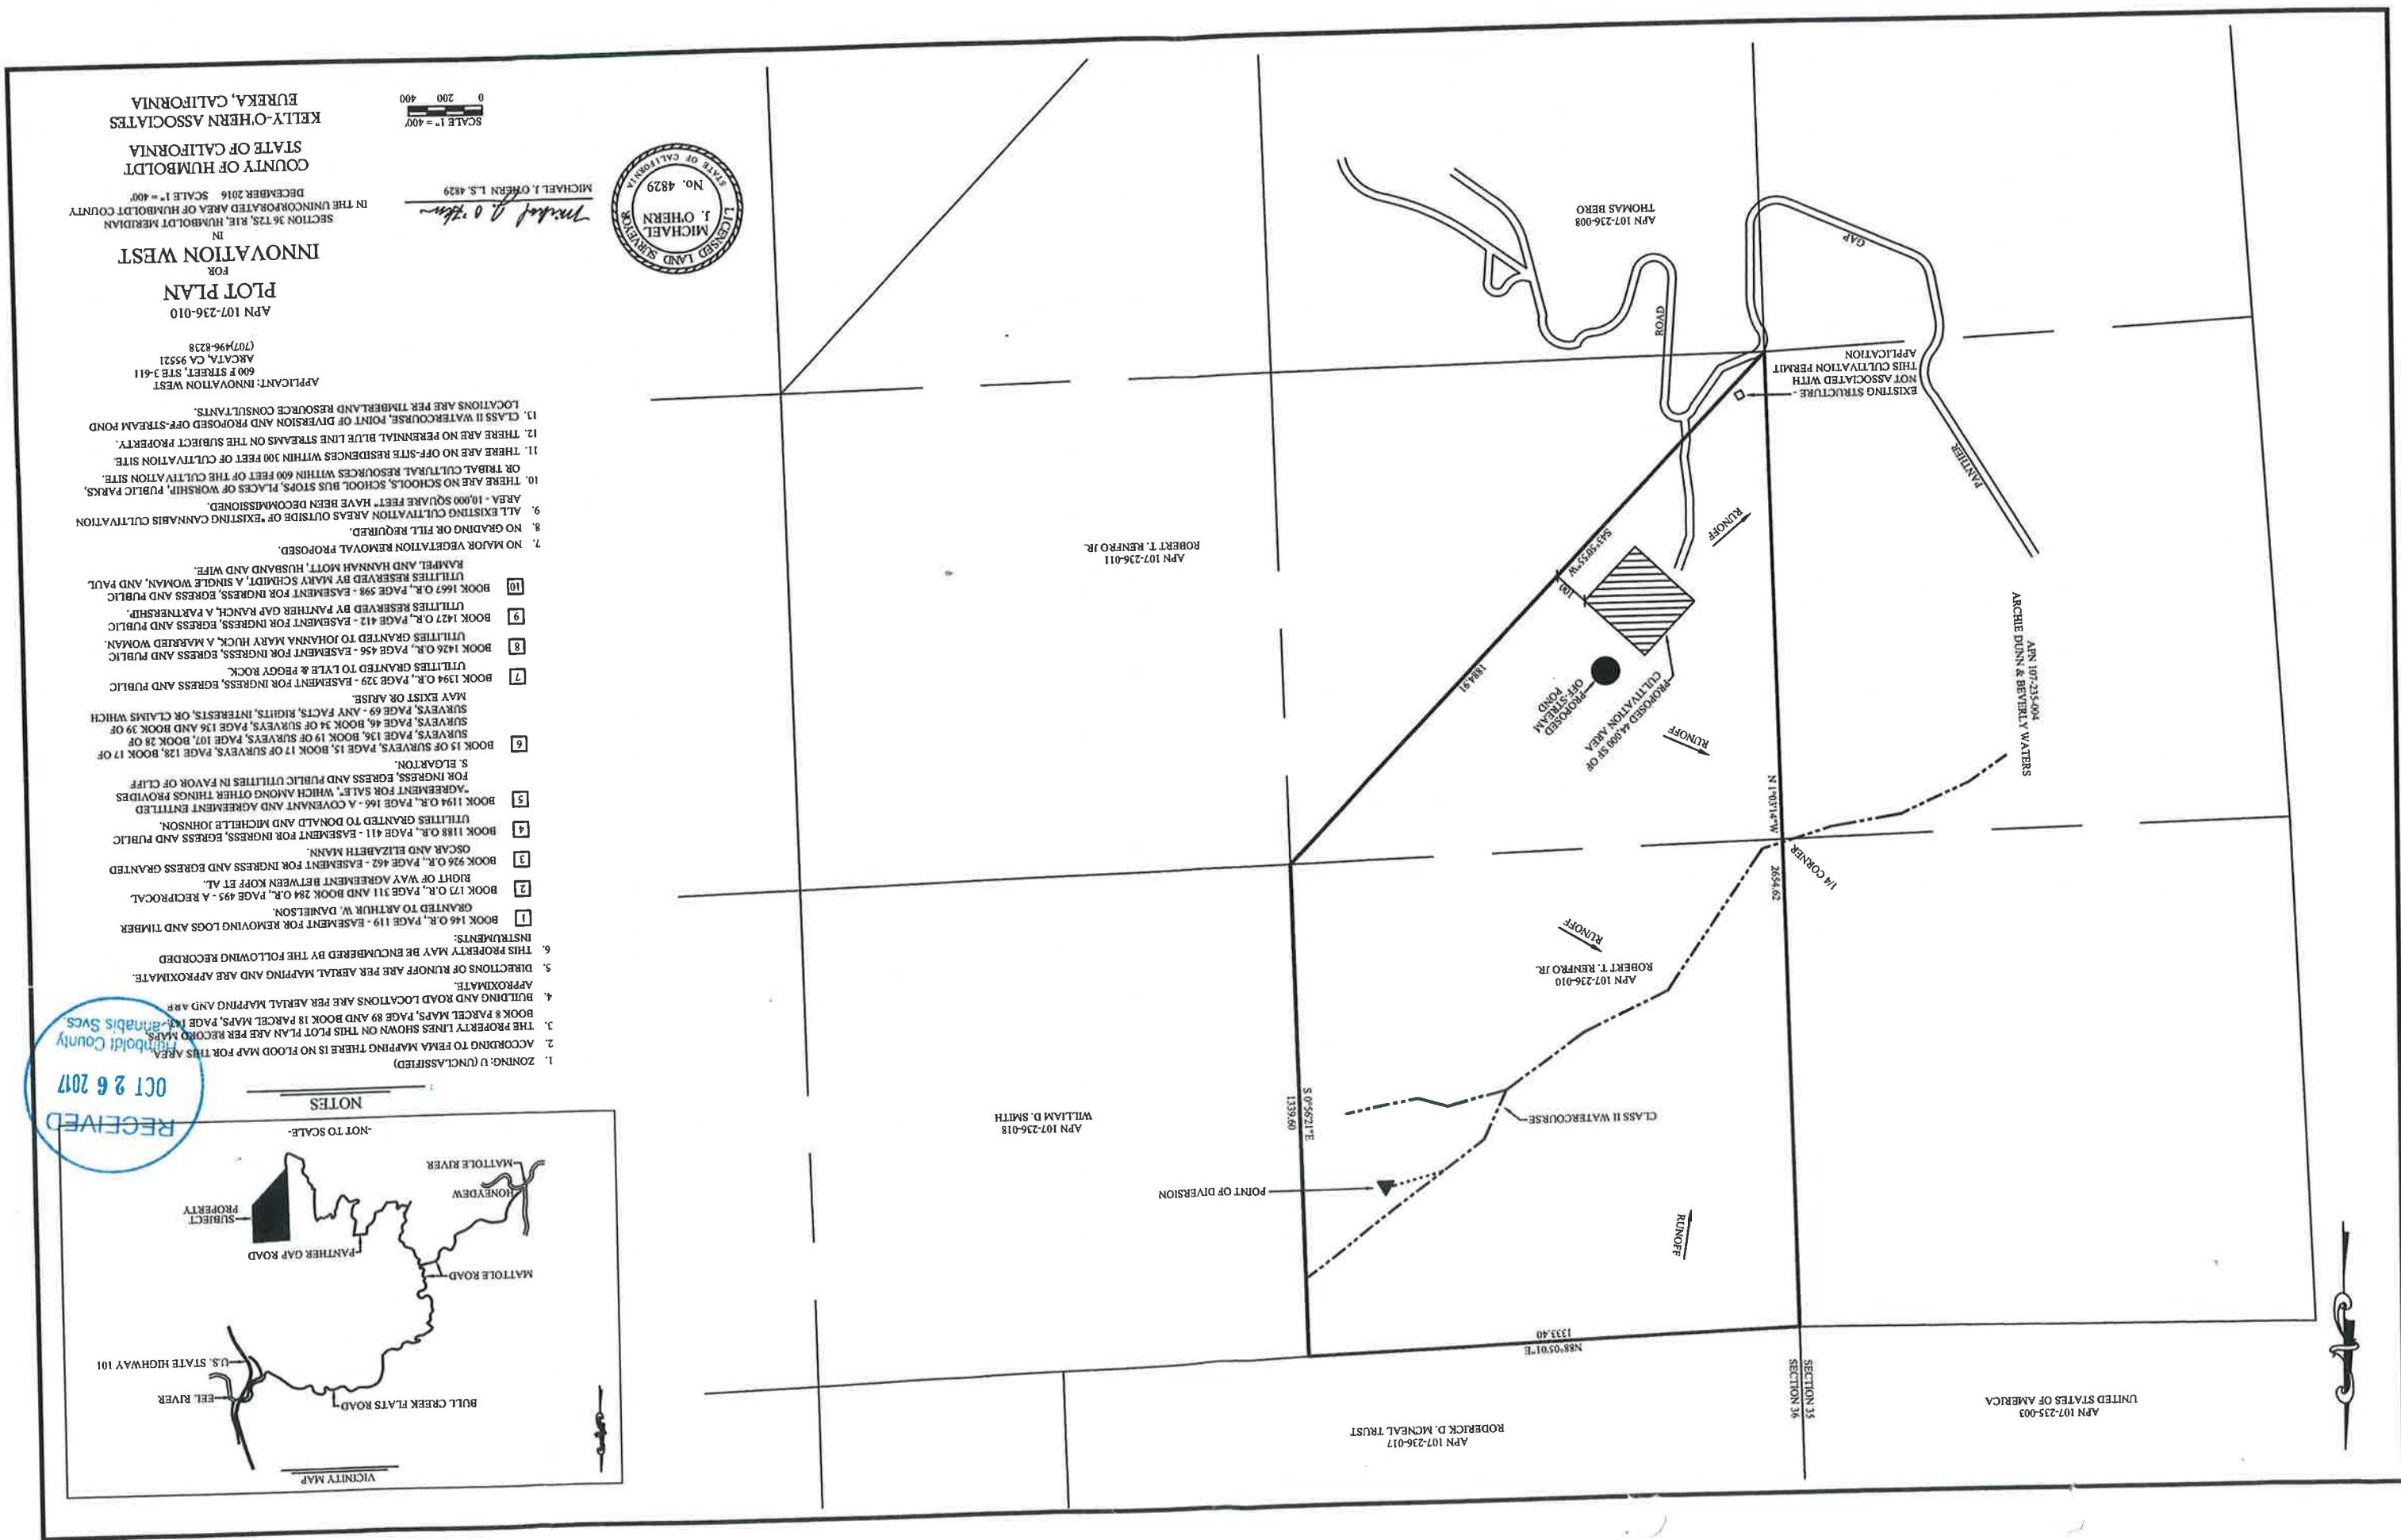 APN 107-235-003
UNITED STATES OF AMERICA
SECTION 35
SECTION 36
APN 107-236-017
RODERICK D. MCNEAL TRUST
N88°05'01"E
1333.40
RUNOFF
POINT OF DIVERSION
CLASS II WATERCOURSE
S 0°56'21"E
1339.60
APN 107-236-018
WILLIAM D. SMITH
APN 107-236-010
ROBERT T. RENFRO JR.
RUNOFF
1/4 CORNER
N 1°03'14"W
2654.62
APN 107-235-004
ARCHIE DUNN & BEVERLY WATERS
RUNOFF
PROPOSED 44,000 SF OF
CULTIVATION AREA
PROPOSED
OFF-STREAM
POND
1884.91
S43°50'55"W
100'
RUNOFF
APN 107-236-011
ROBERT T. RENFRO JR.
PANTHER
GAP
ROAD
EXISTING STRUCTURE -
NOT ASSOCIATED WITH
THIS CULTIVATION PERMIT
APPLICATION
APN 107-236-008
THOMAS BERO
VICINITY MAP
BULL CREEK FLATS ROAD
EEL RIVER
U.S. STATE HIGHWAY 101
MATTOLE ROAD
PANTHER GAP ROAD
SUBJECT
PROPERTY
HONEYDEW
MATTOLE RIVER
-NOT TO SCALE-
RECEIVED
OCT 26 2017
Humboldt County
Cannabis Svcs.
NOTES
1. ZONING: U (UNCLASSIFIED)
2. ACCORDING TO FEMA MAPPING THERE IS NO FLOOD MAP FOR THIS AREA.
3. THE PROPERTY LINES SHOWN ON THIS PLOT PLAN ARE PER RECORD MAPS,
BOOK 8 PARCEL MAPS, PAGE 89 AND BOOK 18 PARCEL MAPS, PAGE
4. BUILDING AND ROAD LOCATIONS ARE PER AERIAL MAPPING AND ARE
APPROXIMATE.
5. DIRECTIONS OF RUNOFF ARE PER AERIAL MAPPING AND ARE APPROXIMATE.
6. THIS PROPERTY MAY BE ENCUMBERED BY THE FOLLOWING RECORDED
INSTRUMENTS:
1 BOOK 146 O.R., PAGE 119 - EASEMENT FOR REMOVING LOGS AND TIMBER
GRANTED TO ARTHUR W. DANIELSON.
2 BOOK 173 O.R., PAGE 311 AND BOOK 284 O.R., PAGE 495 - A RECIPROCAL
RIGHT OF WAY AGREEMENT BETWEEN KOPF ET AL.
3 BOOK 926 O.R., PAGE 462 - EASEMENT FOR INGRESS AND EGRESS GRANTED
OSCAR AND ELIZABETH MANN.
4 BOOK 1188 O.R., PAGE 411 - EASEMENT FOR INGRESS, EGRESS AND PUBLIC
UTILITIES GRANTED TO DONALD AND MICHELLE JOHNSON.
5 BOOK 1194 O.R., PAGE 166 - A COVENANT AND AGREEMENT ENTITLED
"AGREEMENT FOR SALE", WHICH AMONG OTHER THINGS PROVIDES
FOR INGRESS, EGRESS AND PUBLIC UTILITIES IN FAVOR OF CLIFF
S. ELGARTON.
6 BOOK 15 OF SURVEYS, PAGE 15, BOOK 17 OF SURVEYS, PAGE 128, BOOK 17 OF
SURVEYS, PAGE 136, BOOK 19 OF SURVEYS, PAGE 107, BOOK 28 OF
SURVEYS, PAGE 46, BOOK 34 OF SURVEYS, PAGE 136 AND BOOK 39 OF
SURVEYS, PAGE 69 - ANY FACTS, RIGHTS, INTERESTS, OR CLAIMS WHICH
MAY EXIST OR ARISE.
7 BOOK 1394 O.R., PAGE 329 - EASEMENT FOR INGRESS, EGRESS AND PUBLIC
UTILITIES GRANTED TO LYLE & PEGGY ROCK.
8 BOOK 1426 O.R., PAGE 456 - EASEMENT FOR INGRESS, EGRESS AND PUBLIC
UTILITIES GRANTED TO JOHANNA MARY HUCK, A MARRIED WOMAN.
9 BOOK 1427 O.R., PAGE 412 - EASEMENT FOR INGRESS, EGRESS AND PUBLIC
UTILITIES RESERVED BY PANTHER GAP RANCH, A PARTNERSHIP.
10 BOOK 1667 O.R., PAGE 598 - EASEMENT FOR INGRESS, EGRESS AND PUBLIC
UTILITIES RESERVED BY MARY SCHMIDT, A SINGLE WOMAN, AND PAUL
RAMPEL AND HANNAH MOTT, HUSBAND AND WIFE.
7. NO MAJOR VEGETATION REMOVAL PROPOSED.
8. NO GRADING OR FILL REQUIRED.
9. ALL EXISTING CULTIVATION AREAS OUTSIDE OF "EXISTING CANNABIS CULTIVATION
AREA - 10,000 SQUARE FEET" HAVE BEEN DECOMMISSIONED.
10. THERE ARE NO SCHOOLS, SCHOOL BUS STOPS, PLACES OF WORSHIP, PUBLIC PARKS,
OR TRIBAL CULTURAL RESOURCES WITHIN 600 FEET OF THE CULTIVATION SITE.
11. THERE ARE NO OFF-SITE RESIDENCES WITHIN 300 FEET OF CULTIVATION SITE.
12. THERE ARE NO PERENNIAL BLUE LINE STREAMS ON THE SUBJECT PROPERTY.
13. CLASS II WATERCOURSE, POINT OF DIVERSION AND PROPOSED OFF-STREAM POND
LOCATIONS ARE PER TIMBERLAND RESOURCE CONSULTANTS.
APPLICANT: INNOVATION WEST
600 F STREET, STE 3-611
ARCATA, CA 95521
(707)496-8238
APN 107-236-010
PLOT PLAN
FOR
INNOVATION WEST
IN
SECTION 36 T2S, R1E, HUMBOLDT MERIDIAN
IN THE UNINCORPORATED AREA OF HUMBOLDT COUNTY
DECEMBER 2016 SCALE 1" = 400'
COUNTY OF HUMBOLDT
STATE OF CALIFORNIA
KELLY-O'HERN ASSOCIATES
EUREKA, CALIFORNIA
LICENSED LAND SURVEYOR
MICHAEL
J. O'HERN
No. 4829
STATE OF CALIFORNIA
Michael J. O'Hern
MICHAEL J. O'HERN L.S. 4829
SCALE 1" = 400'
0 200 400